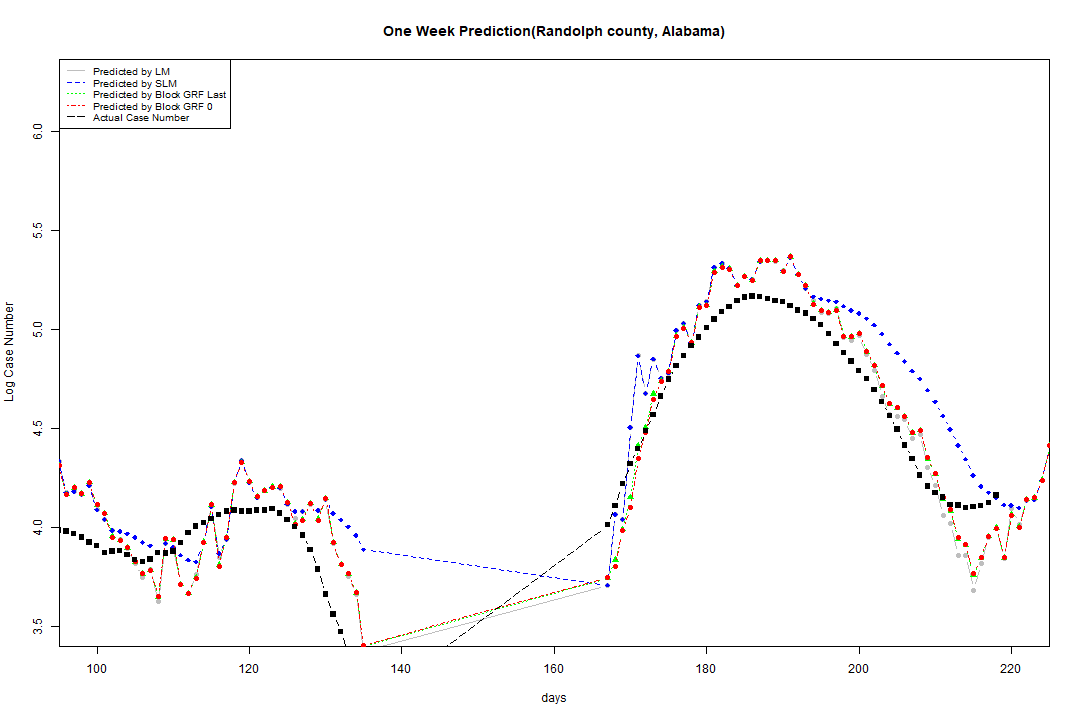 One Week Prediction(Randolph county, Alabama)
Predicted by LM
Predicted by SLM
Predicted by Block GRF Last
Predicted by Block GRF 0
Actual Case Number
6.0
5.5
5.0
4.5
4.0
3.5
Log Case Number
100 120 140 160 180 200 220
days